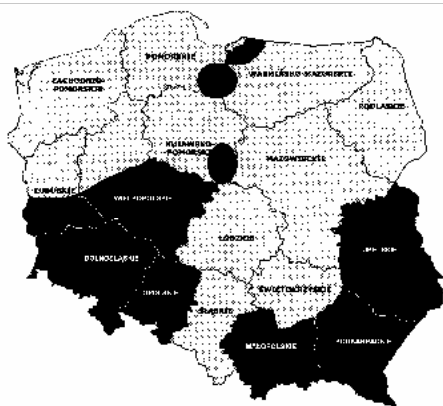 POMORSKIE
WARMIŃSKO-MAZURSKIE
ZACHODNIO-
POMORSKIE
PODLASKIE
KUJAWSKO-
POMORSKIE
MAZOWIECKIE
LUBUSKIE
WIELKOPOLSKIE
ŁÓDZKIE
LUBELSKIE
DOLNOŚLĄSKIE
OPOLSKIE
ŚWIĘTOKRZYSKIE
ŚLĄSKIE
MAŁOPOLSKIE
PODKARPACKIE